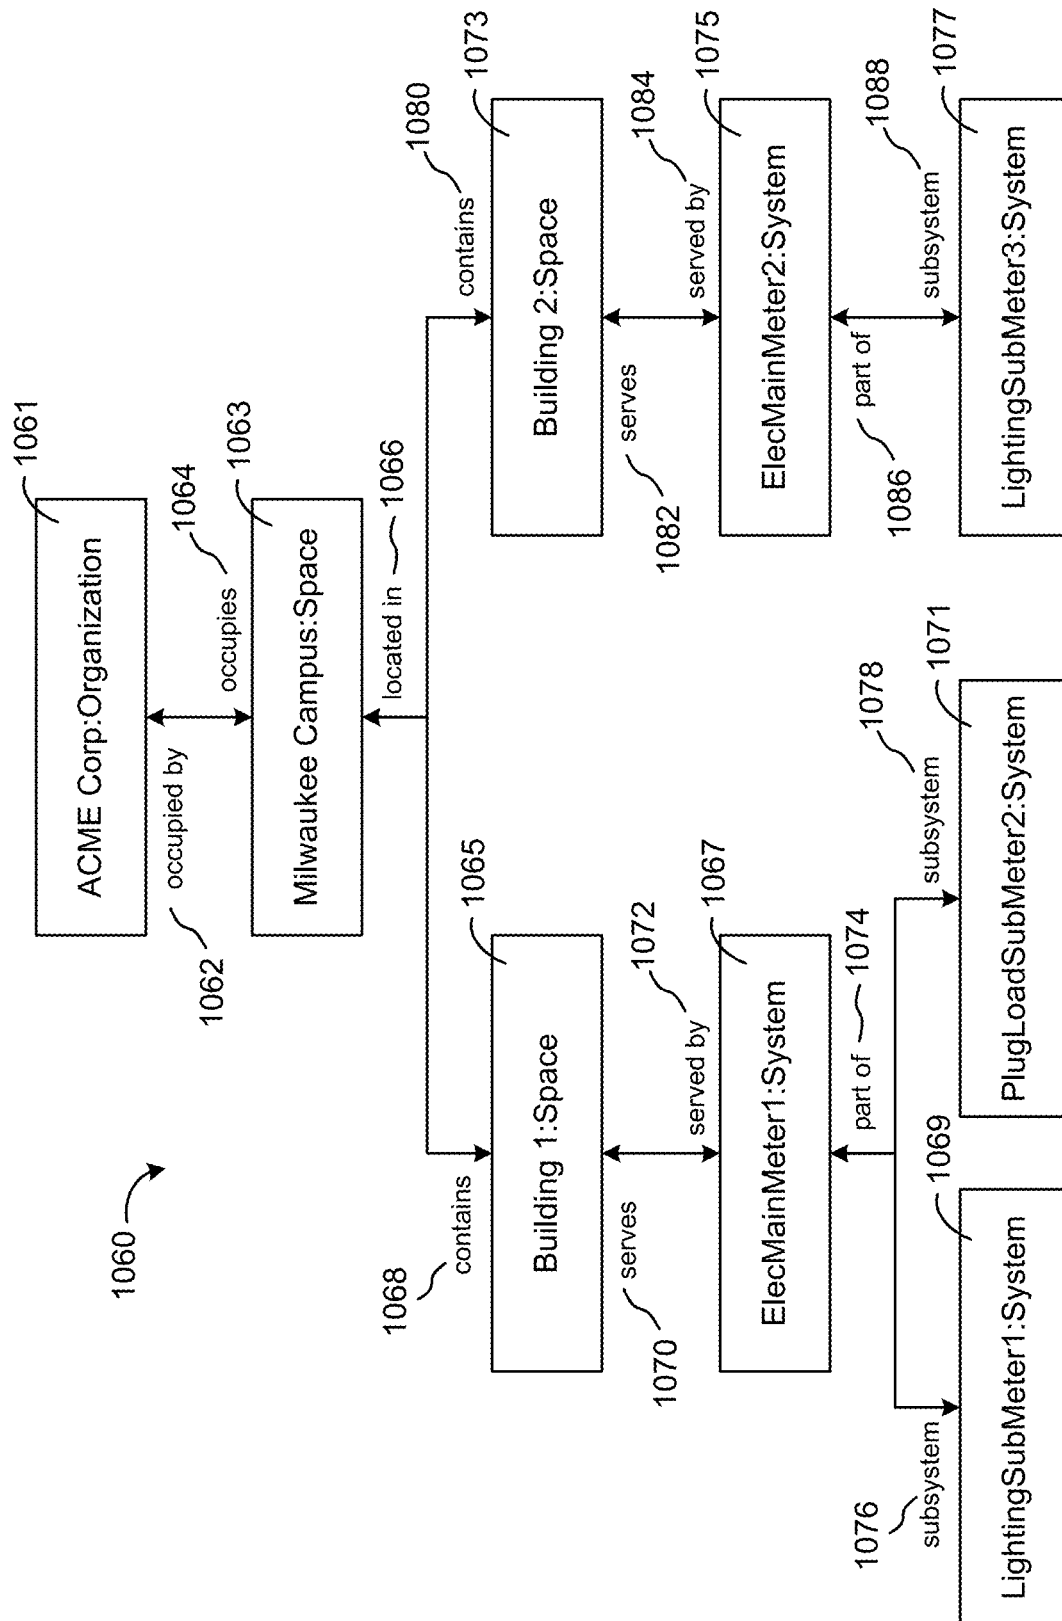 1060
ACME Corp:Organization
1061
occupied by
1062
occupies
1064
Milwaukee Campus:Space
1063
located in
1066
contains
1068
contains
1080
Building 1:Space
1065
Building 2:Space
1073
serves
1070
served by
1072
serves
1082
served by
1084
ElecMainMeter1:System
1067
ElecMainMeter2:System
1075
part of
1074
part of
1086
subsystem
1076
subsystem
1078
subsystem
1088
LightingSubMeter1:System
1069
PlugLoadSubMeter2:System
1071
LightingSubMeter3:System
1077